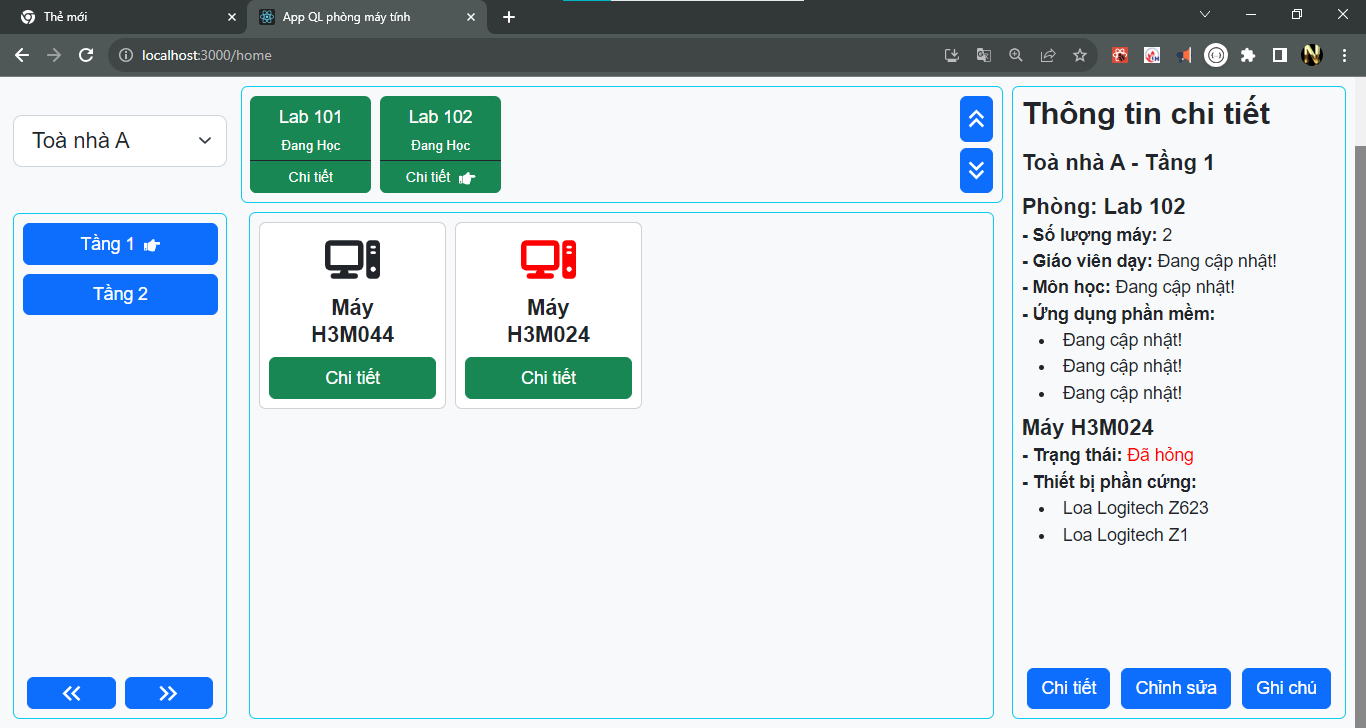 Thẻ mới
App QL phòng máy tính
localhost:3000/home
Toà nhà A
Tầng 1
Tầng 2
Lab 101
Đang Học
Chi tiết
Lab 102
Đang Học
Chi tiết
Máy
H3M044
Chi tiết
Máy
H3M024
Chi tiết
Thông tin chi tiết
Toà nhà A - Tầng 1
Phòng: Lab 102
- Số lượng máy: 2
- Giáo viên dạy: Đang cập nhật!
- Môn học: Đang cập nhật!
- Ứng dụng phần mềm:
• Đang cập nhật!
• Đang cập nhật!
• Đang cập nhật!
Máy H3M024
- Trạng thái: Đã hỏng
- Thiết bị phần cứng:
• Loa Logitech Z623
• Loa Logitech Z1
Chi tiết
Chỉnh sửa
Ghi chú